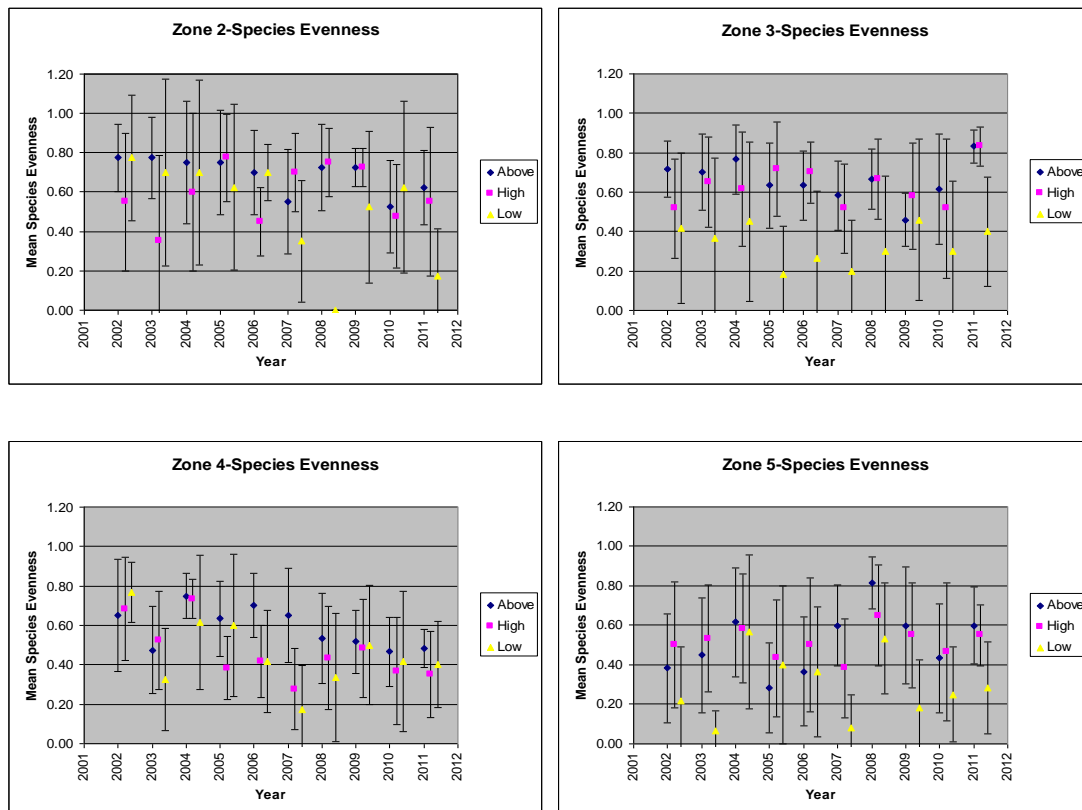 Zone 2-Species Evenness
Mean Species Evenness
1.20
1.00
0.80
0.60
0.40
0.20
0.00
2001 2002 2003 2004 2005 2006 2007 2008 2009 2010 2011 2012
Year
Above
High
Low
Zone 3-Species Evenness
Mean Species Evenness
1.20
1.00
0.80
0.60
0.40
0.20
0.00
2001 2002 2003 2004 2005 2006 2007 2008 2009 2010 2011 2012
Year
Above
High
Low
Zone 4-Species Evenness
Mean Species Evenness
1.20
1.00
0.80
0.60
0.40
0.20
0.00
2001 2002 2003 2004 2005 2006 2007 2008 2009 2010 2011 2012
Year
Above
High
Low
Zone 5-Species Evenness
Mean Species Evenness
1.20
1.00
0.80
0.60
0.40
0.20
0.00
2001 2002 2003 2004 2005 2006 2007 2008 2009 2010 2011 2012
Year
Above
High
Low